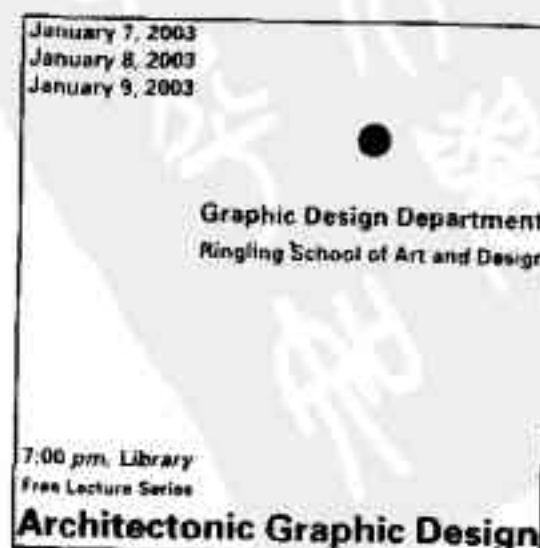 January 7, 2003
January 8, 2003
January 9, 2003
Graphic Design Department
Ringling School of Art and Design
7:00 pm, Library
Free Lecture Series
Architectonic Graphic Design